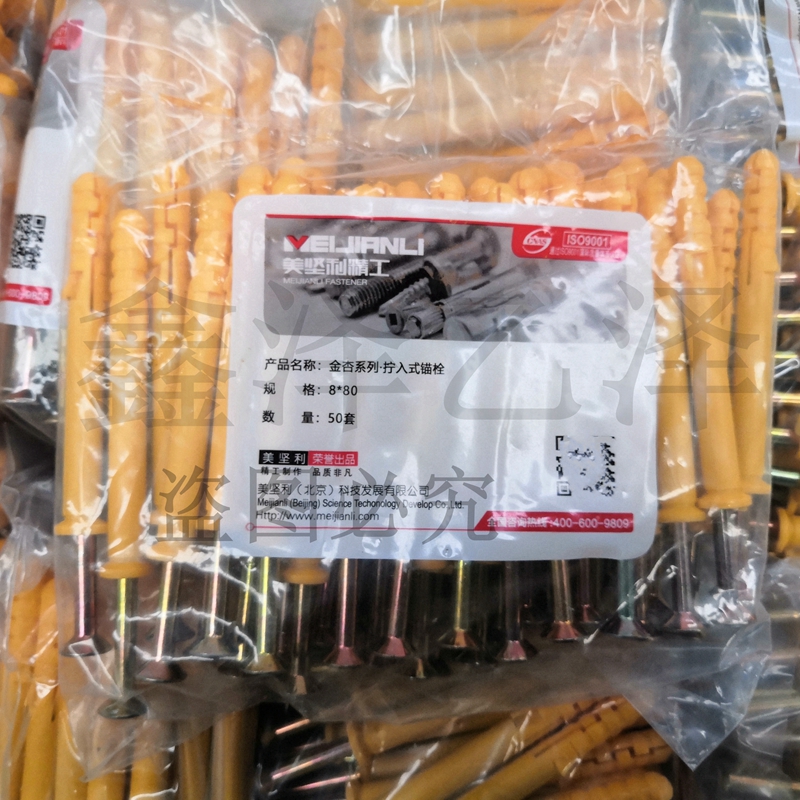 MEIJIANLI
美坚利精工
MEIJIANLI FASTENER
CNAS
ISO9001
产品名称：金杏系列-拧入式锚栓
规 格：8*80
数 量：50套
美坚利 荣誉出品
精工制作 品质非凡
美坚利（北京）科技发展有限公司
Meijianli (Beijing) Science Technology Develop Co.,Ltd.
Http://www.meijianli.com
全国咨询热线:400-600-9809
鑫泽艺泽
盗图必究